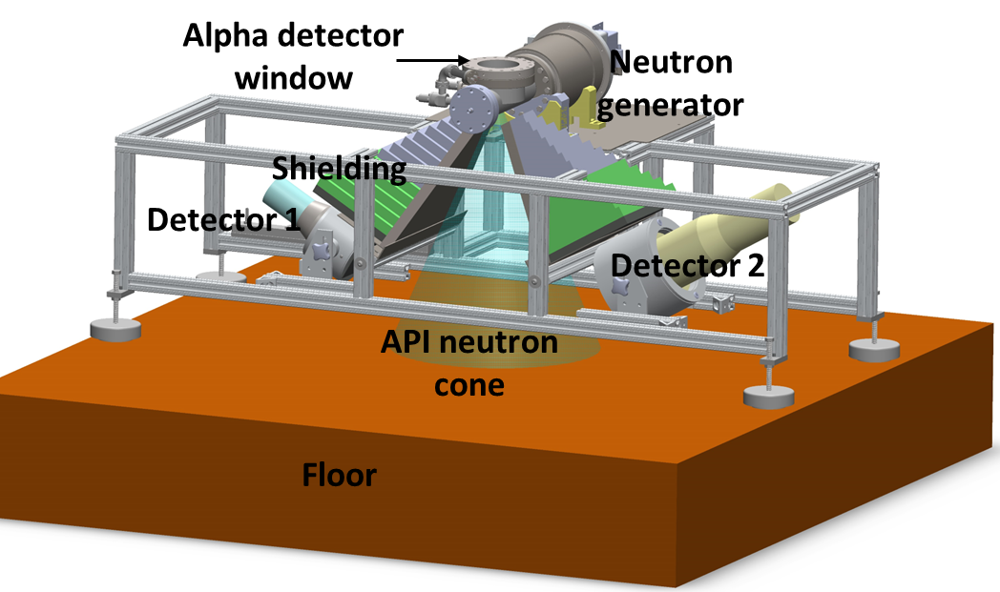 Alpha detector
window
Neutron
generator
Shielding
Detector 1
Detector 2
API neutron
cone
Floor